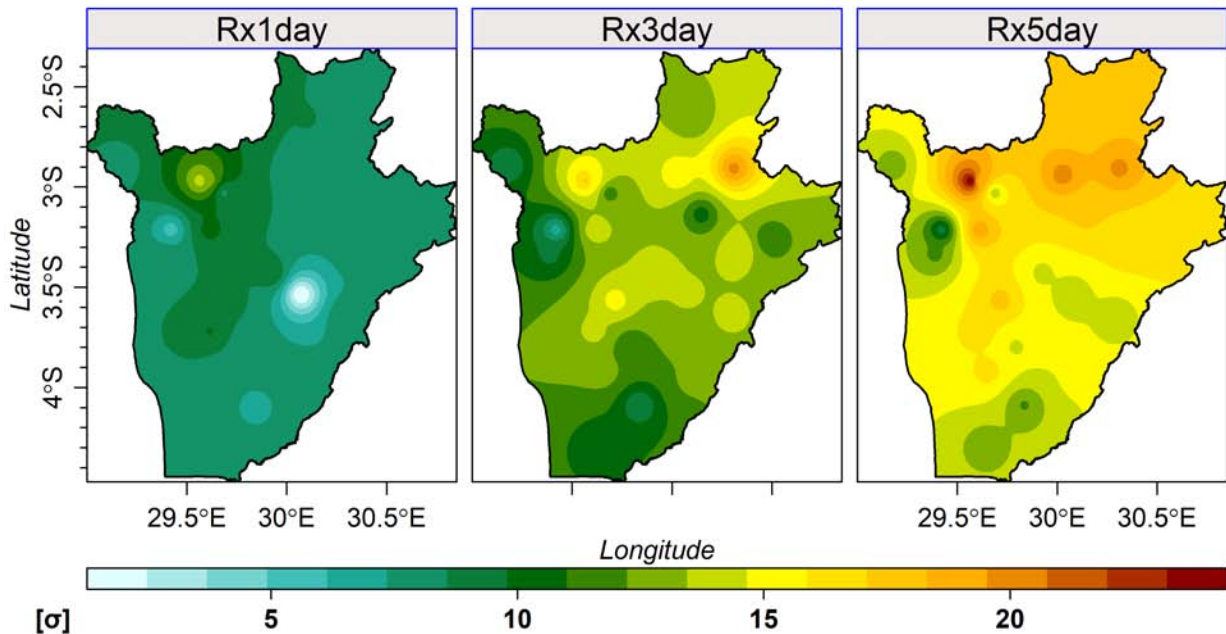 Rx1day Rx3day Rx5day
Latitude
2.5°S
3°S
3.5°S
4°S
29.5°E 30°E 30.5°E 29.5°E 30°E 30.5°E
Longitude
[σ] 5 10 15 20